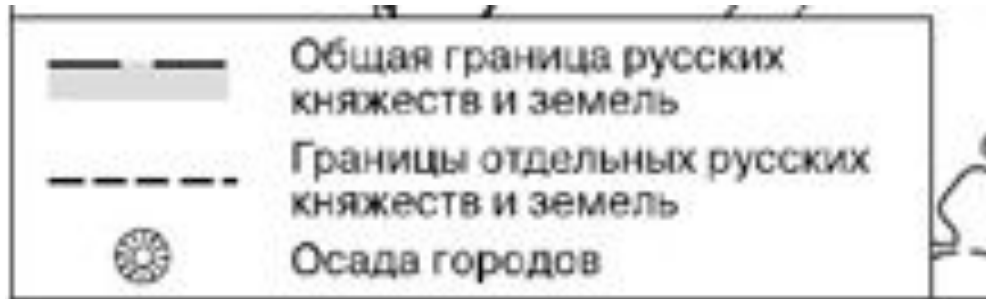 Общая граница русских
княжеств и земель
Границы отдельных русских
княжеств и земель
Осада городов